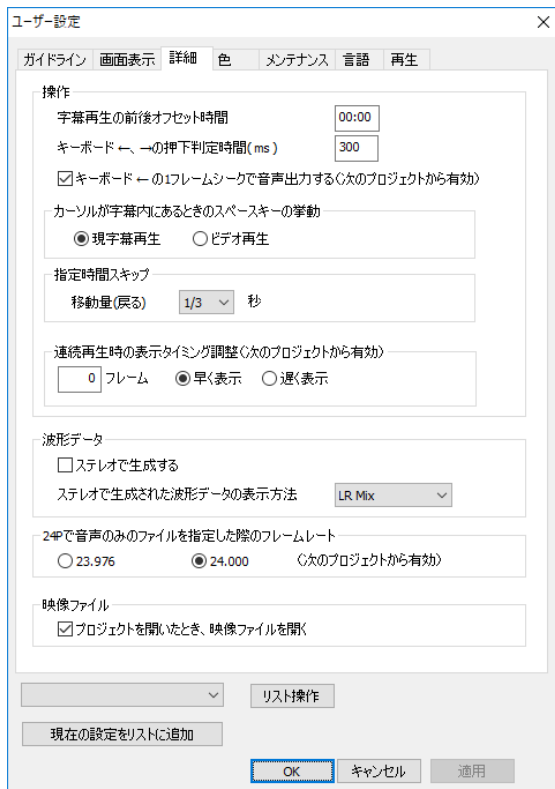 ユーザー設定
ガイドライン 画面表示 詳細 色 メンテナンス 言語 再生
操作
字幕再生の前後オフセット時間 00:00
キーボード ←、→の押下判定時間(ms) 300
キーボード ←の1フレームシークで音声出力する(次のプロジェクトから有効)
カーソルが字幕内にあるときのスペースキーの挙動
現字幕再生 ビデオ再生
指定時間スキップ
移動量(戻る) 1/3 秒
連続再生時の表示タイミング調整(次のプロジェクトから有効)
0 フレーム 早く表示 遅く表示
波形データ
ステレオで生成する
ステレオで生成された波形データの表示方法 LR Mix
24Pで音声のみのファイルを指定した際のフレームレート
23.976 24.000 (次のプロジェクトから有効)
映像ファイル
プロジェクトを開いたとき、映像ファイルを開く
リスト操作
現在の設定をリストに追加
OK キャンセル 適用